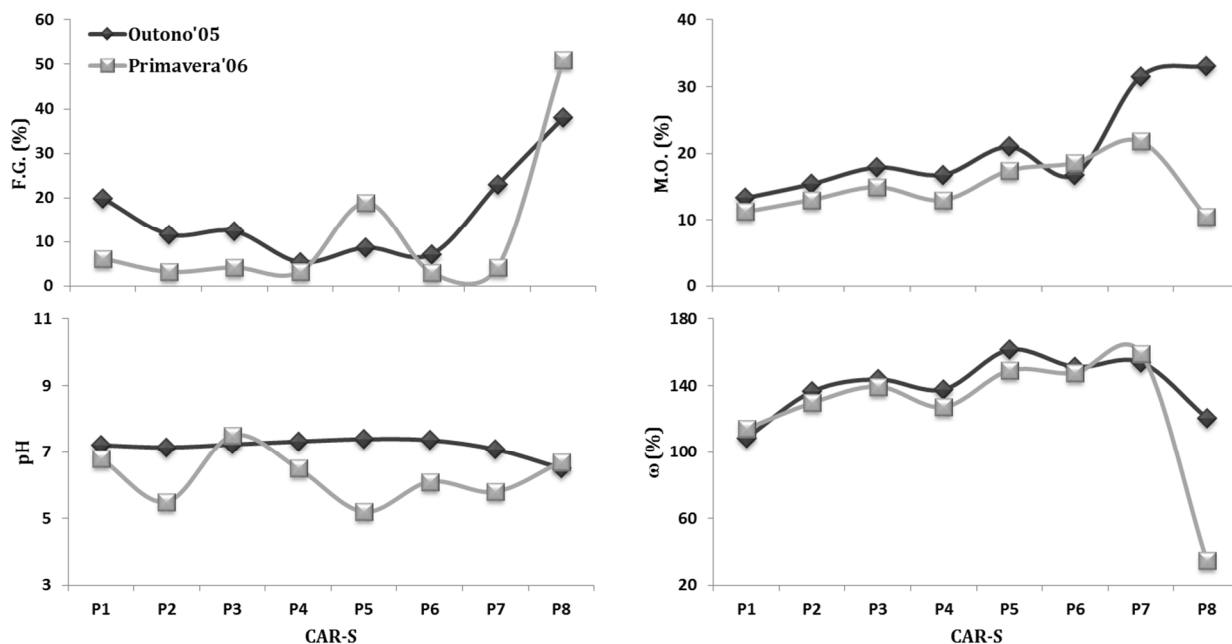 60
50
40
30
20
10
0
F.G. (%)
Outono'05
Primavera'06
40
30
20
10
0
M.O. (%)
11
9
7
5
3
pH
P1 P2 P3 P4 P5 P6 P7 P8
CAR-S
180
140
100
60
20
ω (%)
P1 P2 P3 P4 P5 P6 P7 P8
CAR-S